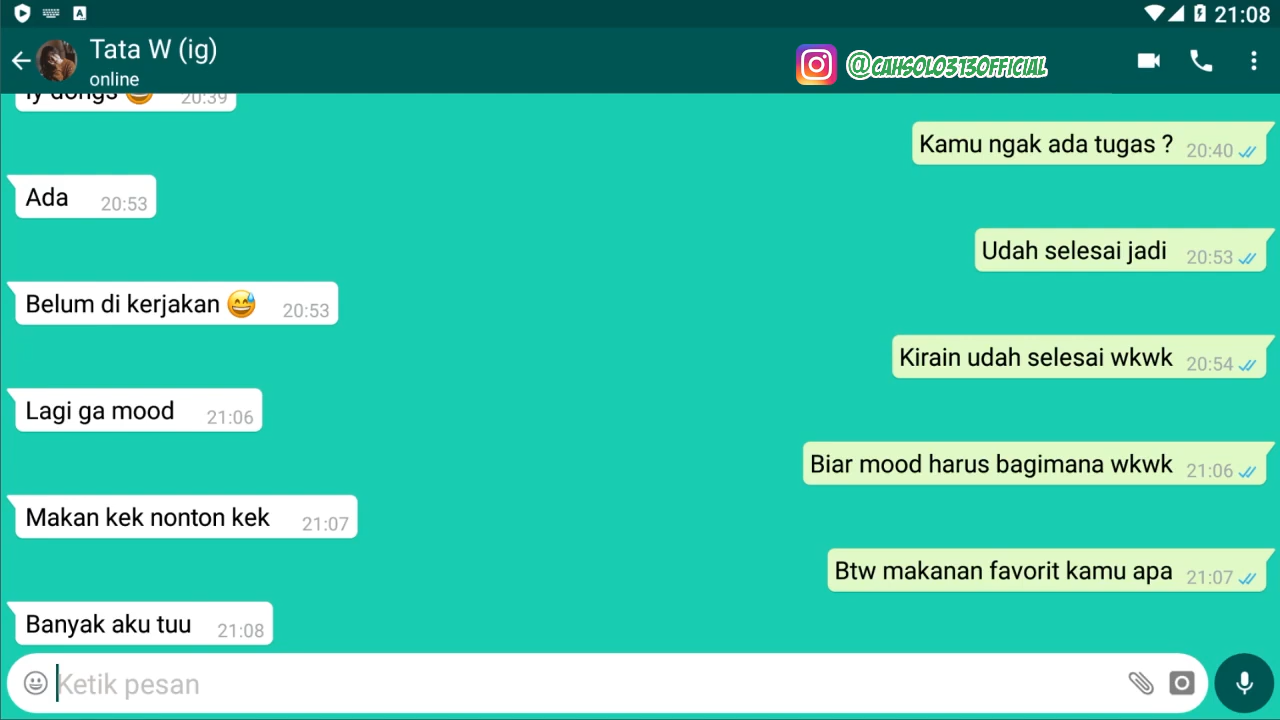 21:08
Tata W (ig)
online
@CAHSOLO313OFFICIAL
Iy dongs 😅 20:39
Kamu ngak ada tugas ? 20:40
Ada 20:53
Udah selesai jadi 20:53
Belum di kerjakan 😅 20:53
Kirain udah selesai wkwk 20:54
Lagi ga mood 21:06
Biar mood harus bagimana wkwk 21:06
Makan kek nonton kek 21:07
Btw makanan favorit kamu apa 21:07
Banyak aku tuu 21:08
Ketik pesan